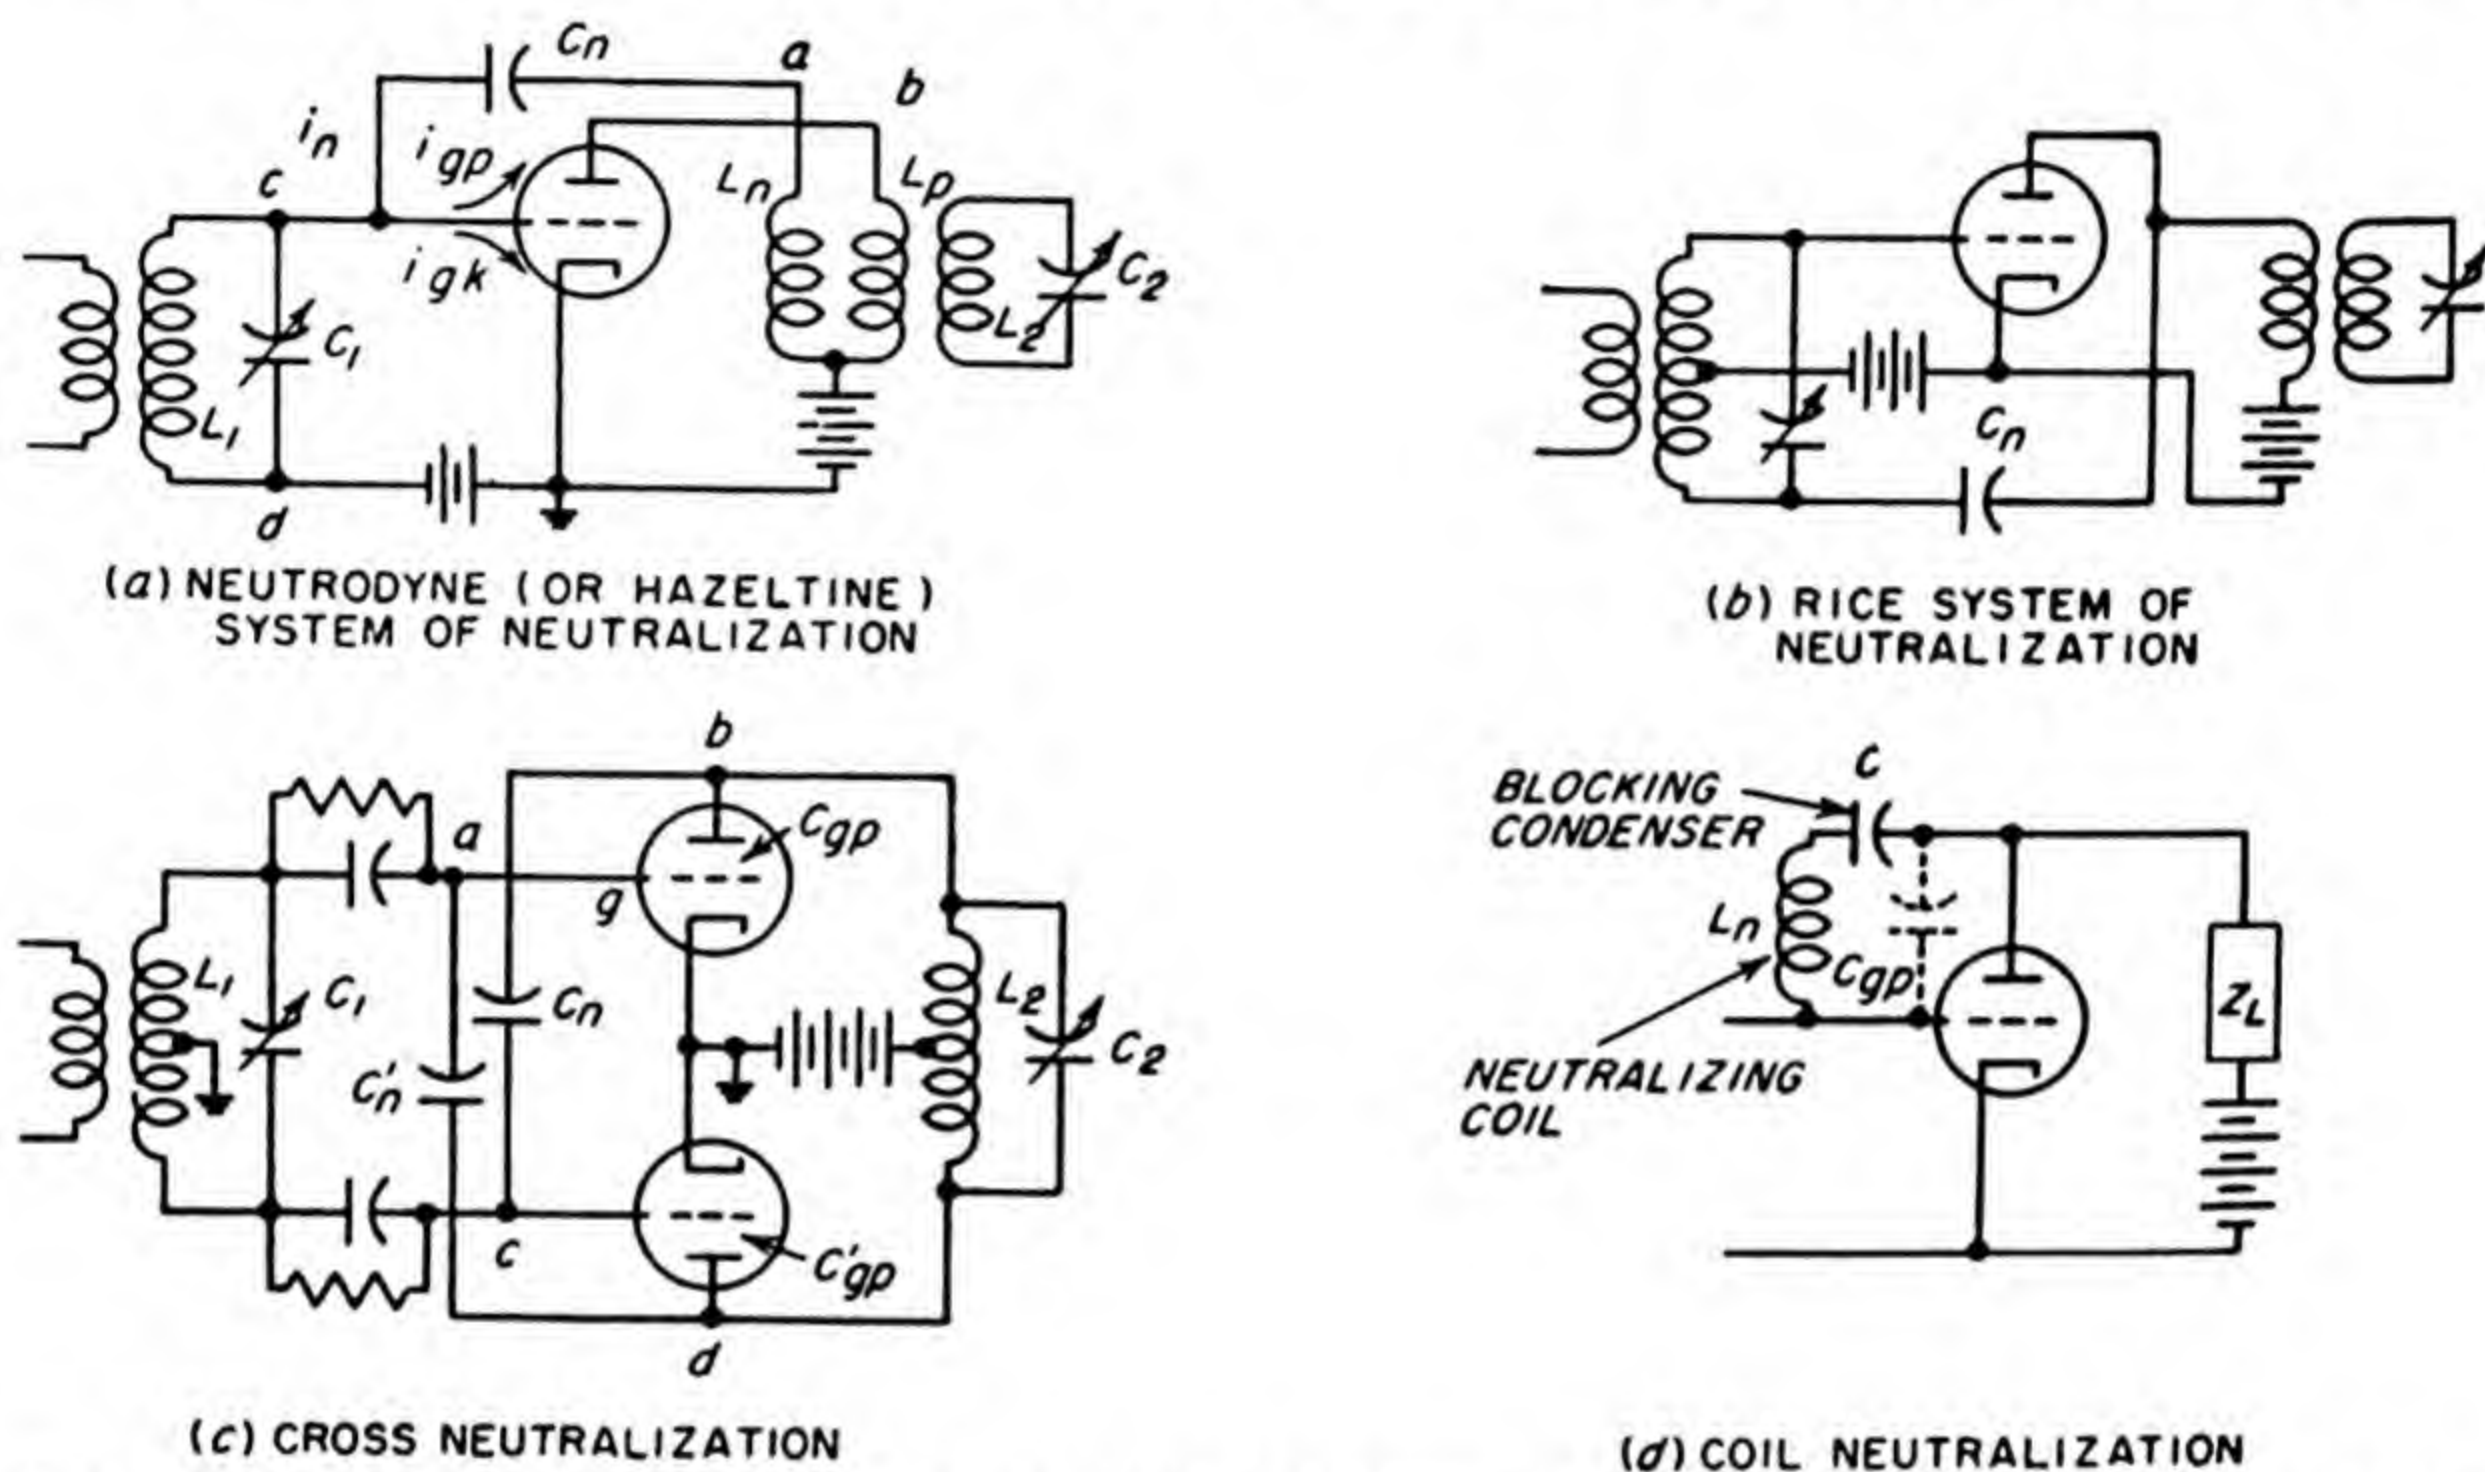 Cn
a
b
in
igp
c
Ln
Lp
igk
C2
C1
L2
L1
d
(a) NEUTRODYNE (OR HAZELTINE)
SYSTEM OF NEUTRALIZATION
Cn
(b) RICE SYSTEM OF
NEUTRALIZATION
b
Cgp
a
g
L1
C1
Cn
L2
C'n
C2
c
C'gp
d
(c) CROSS NEUTRALIZATION
C
BLOCKING
CONDENSER
Ln
Cgp
ZL
NEUTRALIZING
COIL
(d) COIL NEUTRALIZATION